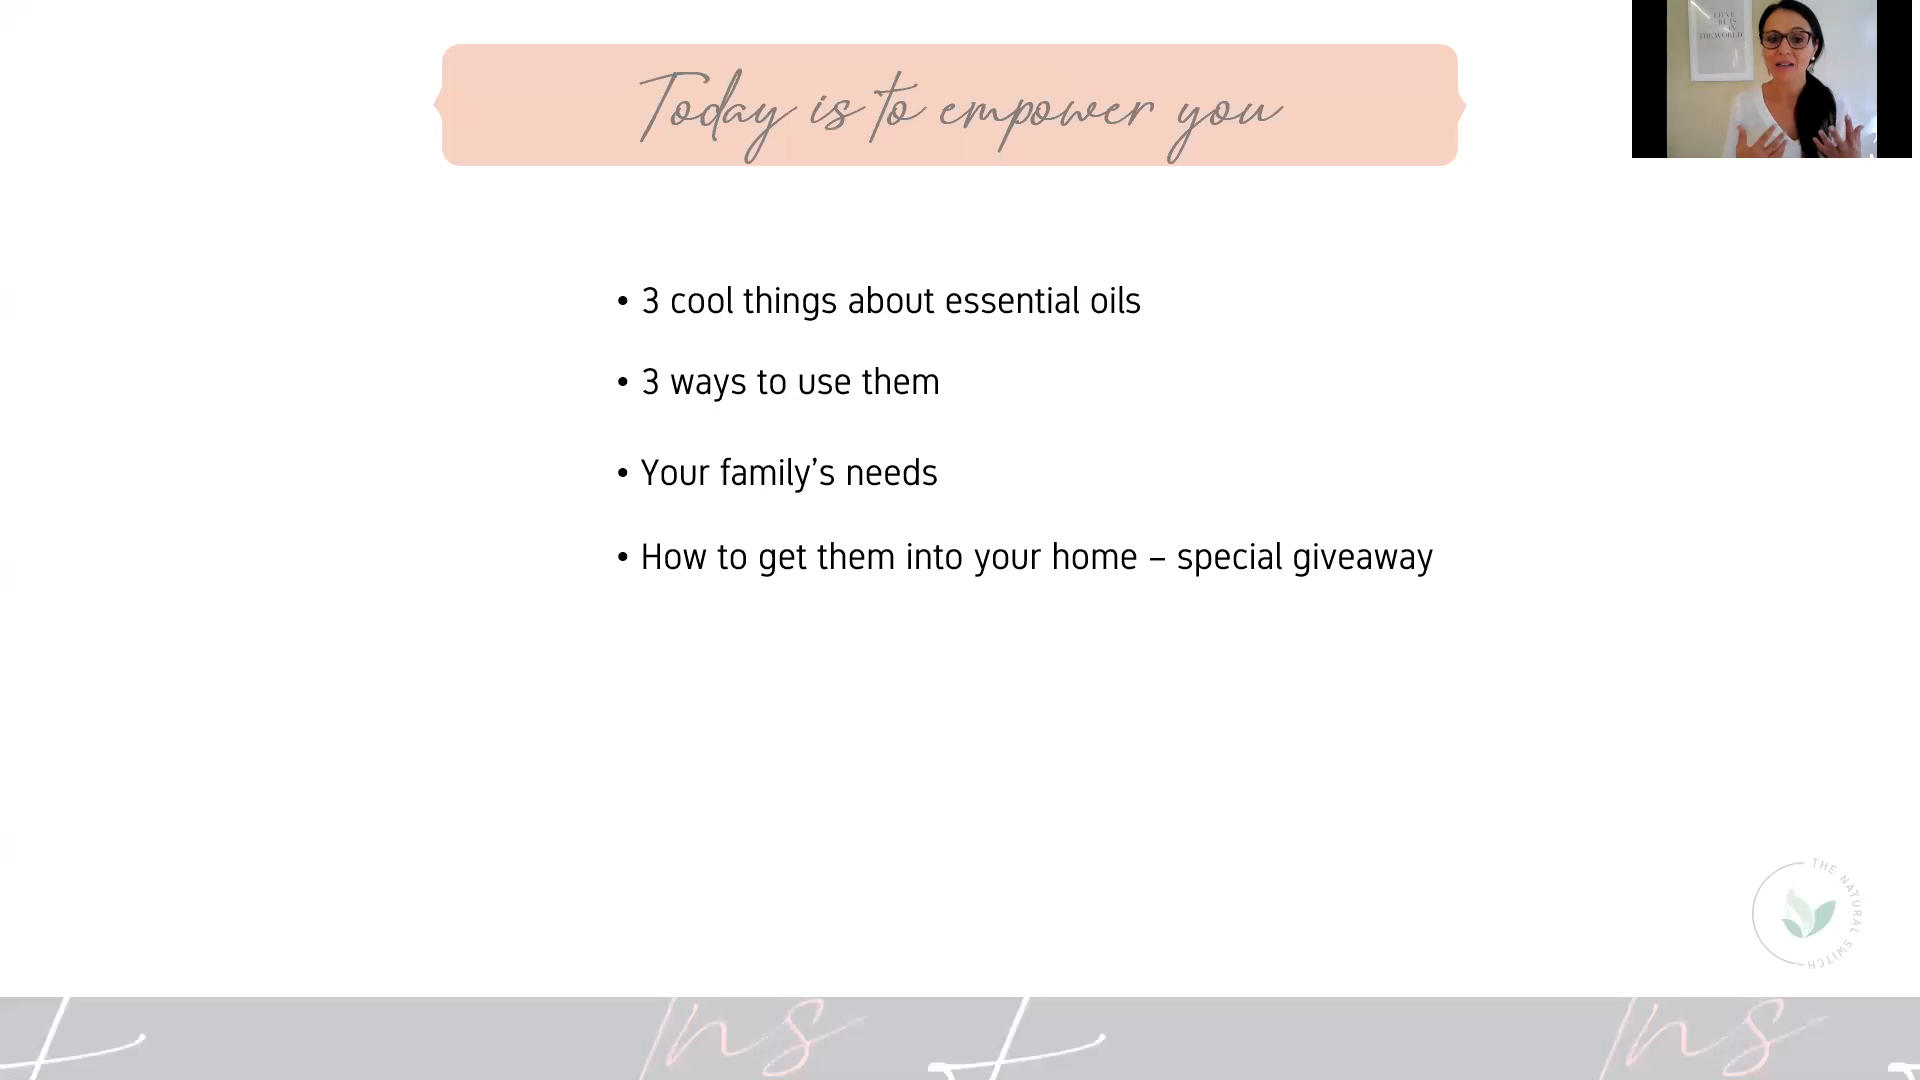 Today is to empower you
• 3 cool things about essential oils
• 3 ways to use them
• Your family’s needs
• How to get them into your home – special giveaway
THE NATURAL SWITCH